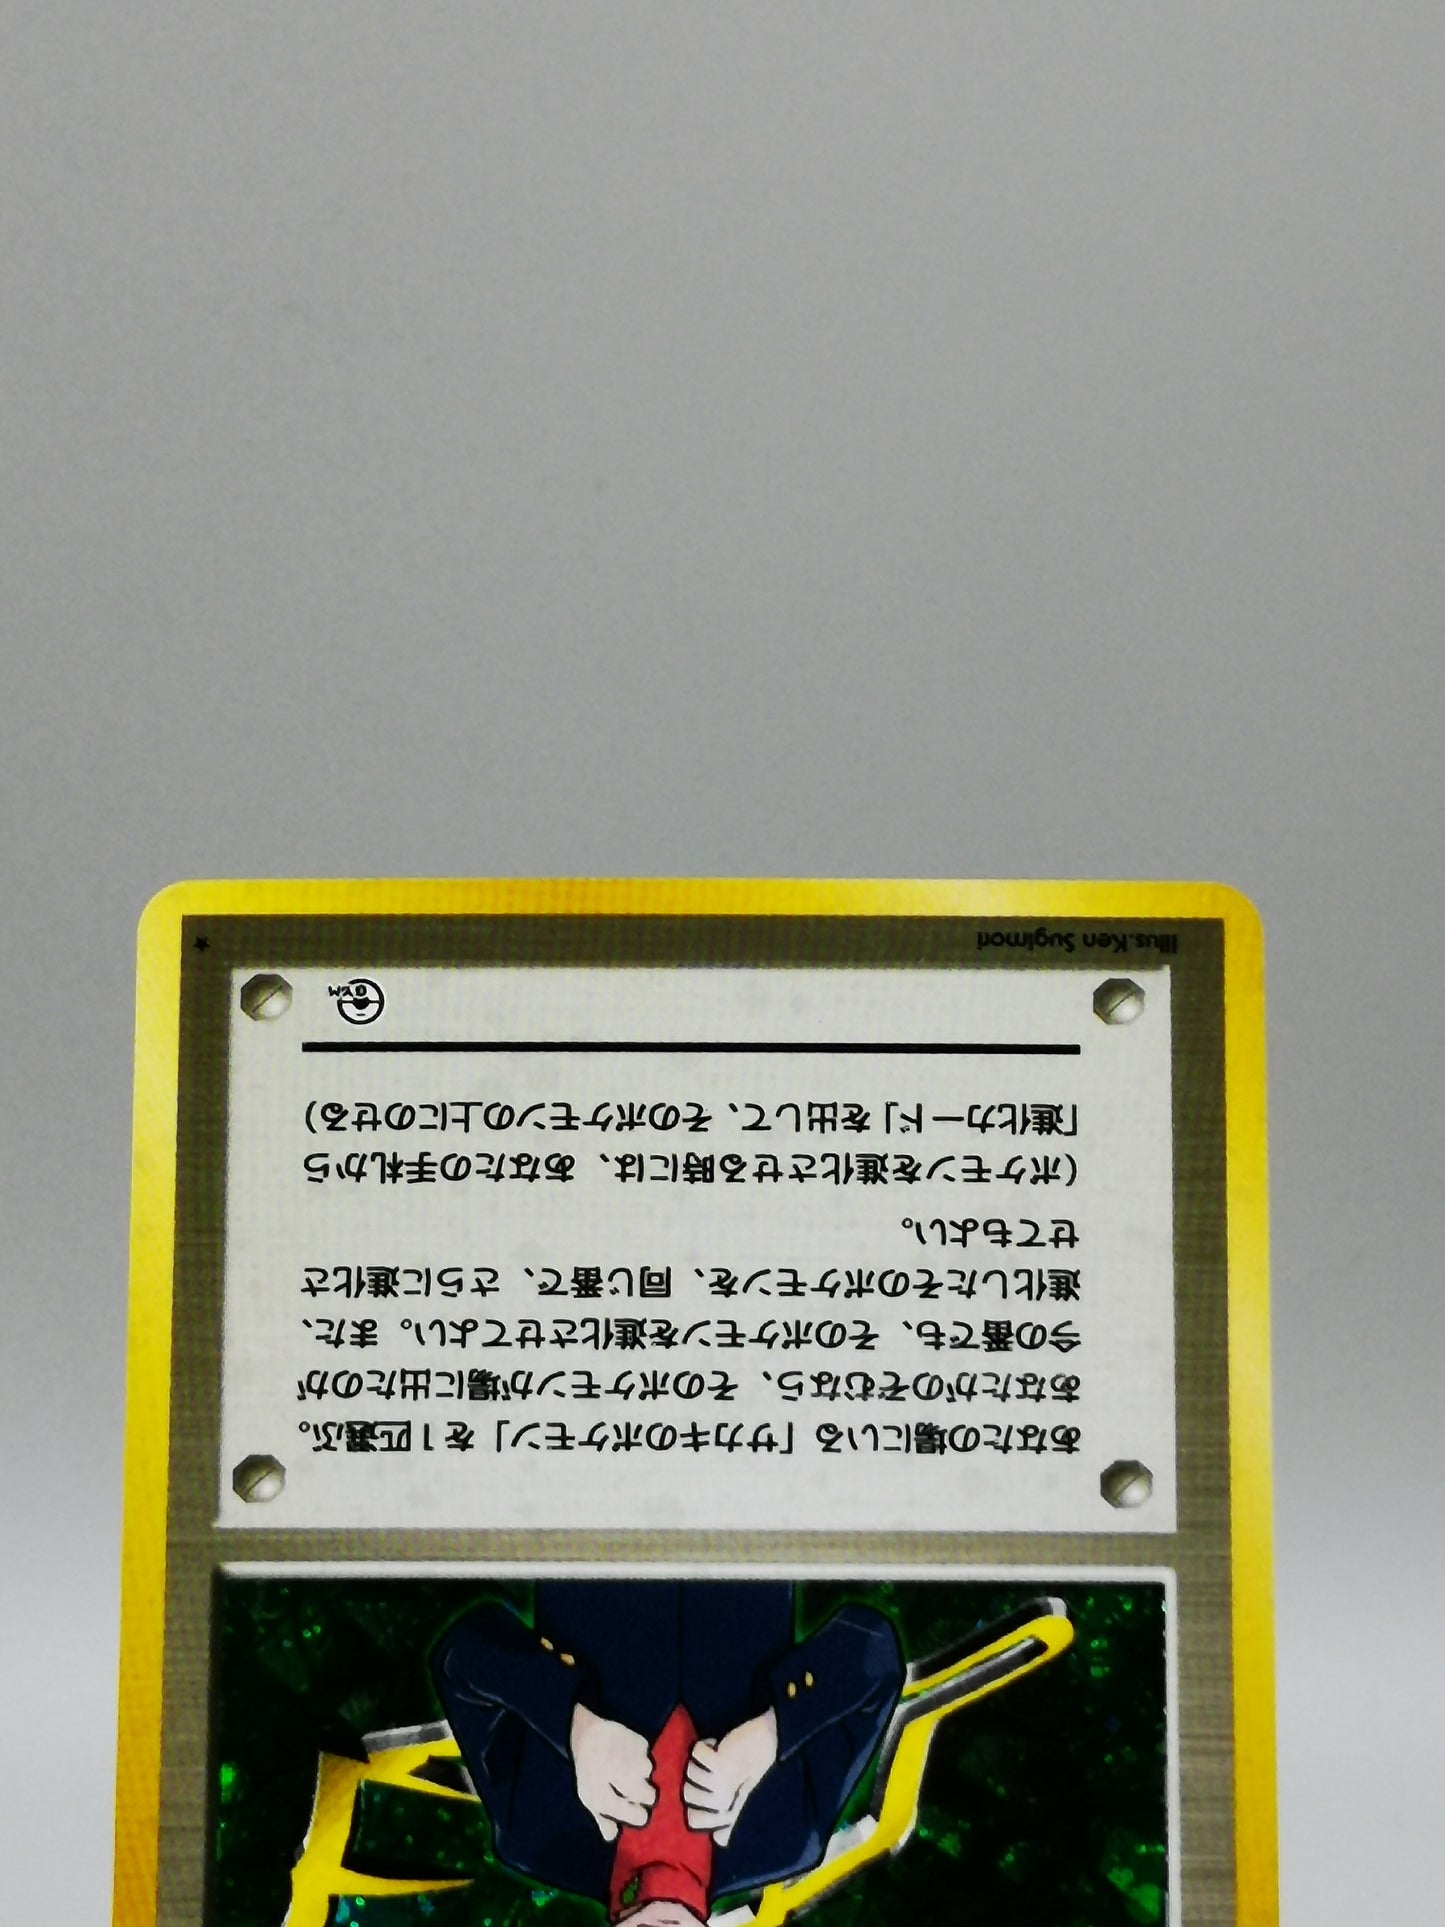 あなたの場にいる「サカキのポケモン」を1匹選ぶ。
あなたがのぞむなら、そのポケモンが場に出たのが
今の番でも、そのポケモンを進化させてよい。また、
進化したそのポケモンを、同じ番で、さらに進化さ
せてもよい。
(ポケモンを進化させる時には、あなたの手札から
「進化カード」を出して、そのポケモンの上にのせる)
Illus.Ken Sugimori
★